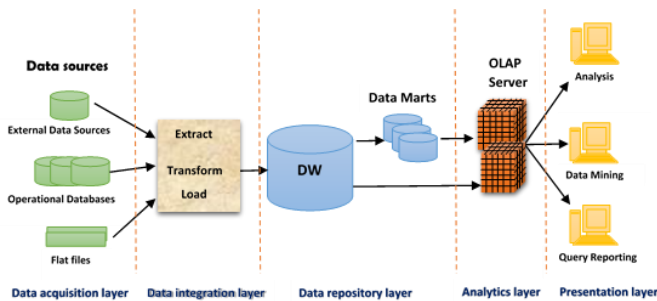 Data sources
External Data Sources
Operational Databases
Flat files
Extract
Transform
Load
DW
Data Marts
OLAP
Server
Analysis
Data Mining
Query Reporting
Data acquisition layer
Data integration layer
Data repository layer
Analytics layer
Presentation layer